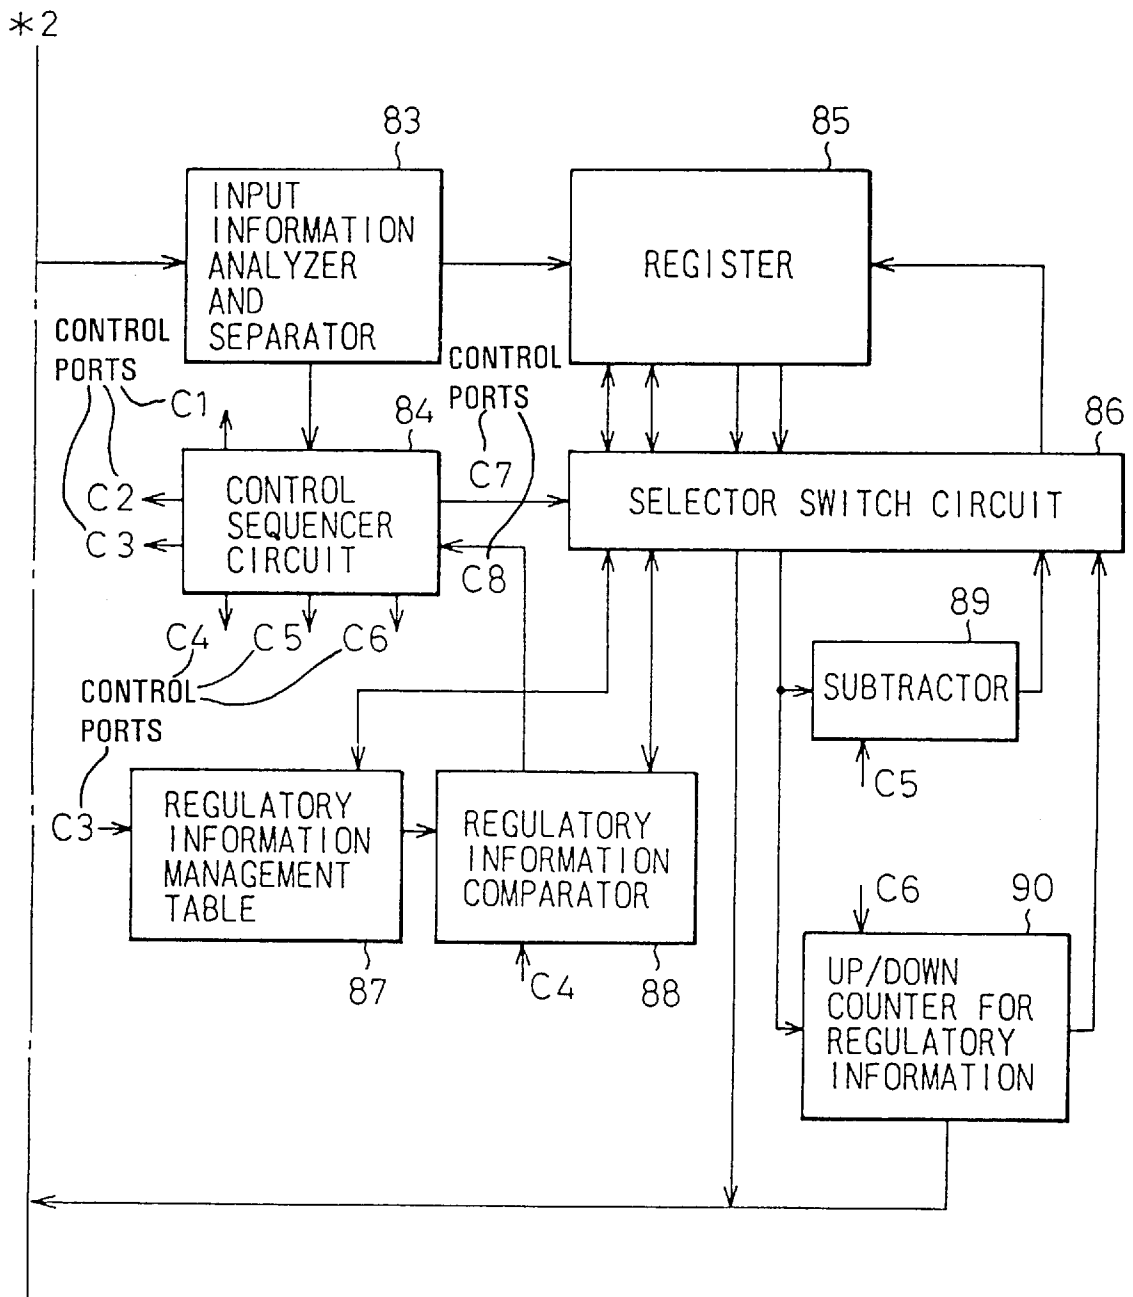 *2
83
85
INPUT
INFORMATION
ANALYZER
AND
SEPARATOR
REGISTER
CONTROL
PORTS
CONTROL
PORTS
C1
84
86
C2
C3
CONTROL
SEQUENCER
CIRCUIT
C7
C8
SELECTOR SWITCH CIRCUIT
C4
C5
C6
CONTROL
PORTS
89
SUBTRACTOR
C5
C3
REGULATORY
INFORMATION
MANAGEMENT
TABLE
REGULATORY
INFORMATION
COMPARATOR
87
C4
88
C6
90
UP/DOWN
COUNTER FOR
REGULATORY
INFORMATION